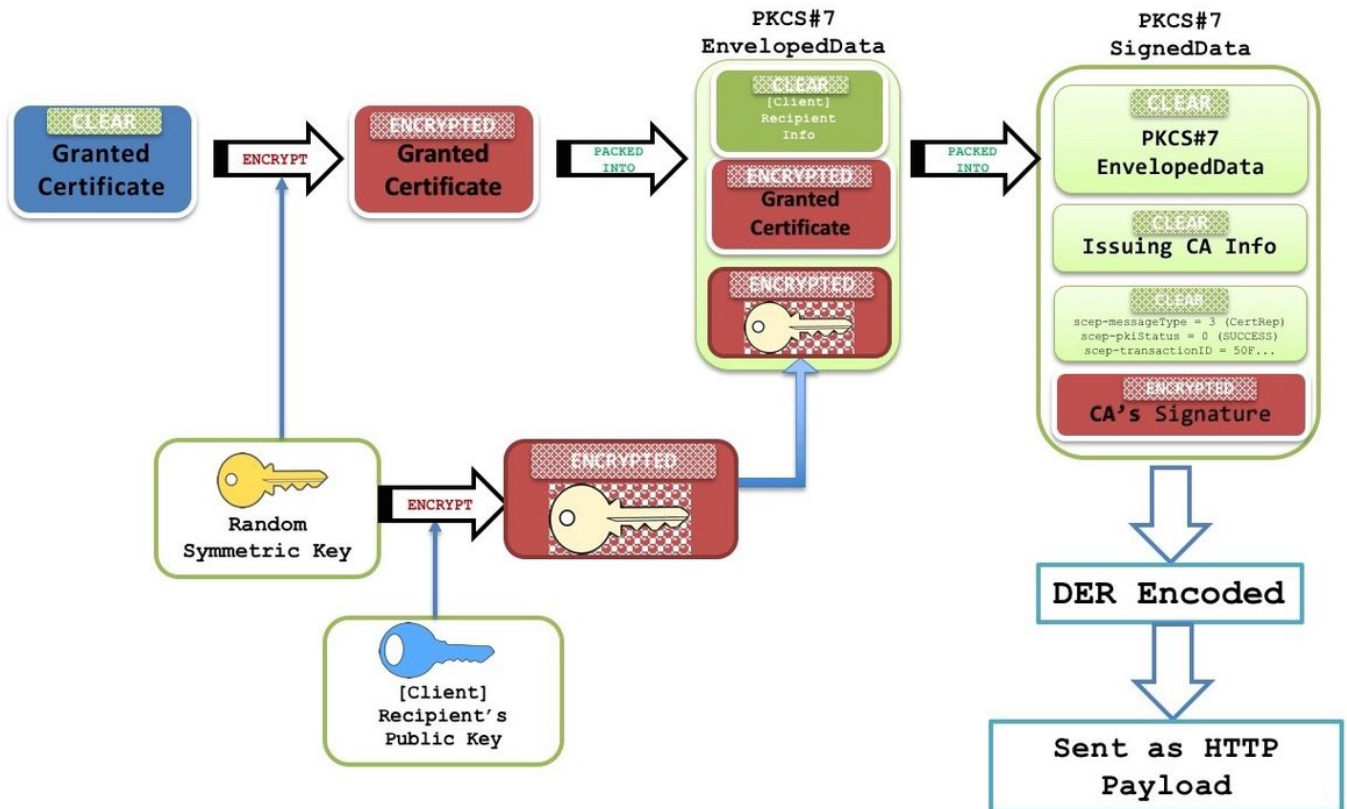 PKCS#7
EnvelopedData
PKCS#7
SignedData
CLEAR
Granted
Certificate
ENCRYPT
ENCRYPTED
Granted
Certificate
PACKED
INTO
CLEAR
[Client]
Recipient
Info
ENCRYPTED
Granted
Certificate
ENCRYPTED
PACKED
INTO
CLEAR
PKCS#7
EnvelopedData
CLEAR
Issuing CA Info
CLEAR
scep-messageType = 3 (CertRep)
scep-pkiStatus = 0 (SUCCESS)
scep-transactionID = 50F...
ENCRYPTED
CA's Signature
Random
Symmetric Key
ENCRYPT
ENCRYPTED
[Client]
Recipient's
Public Key
DER Encoded
Sent as HTTP
Payload